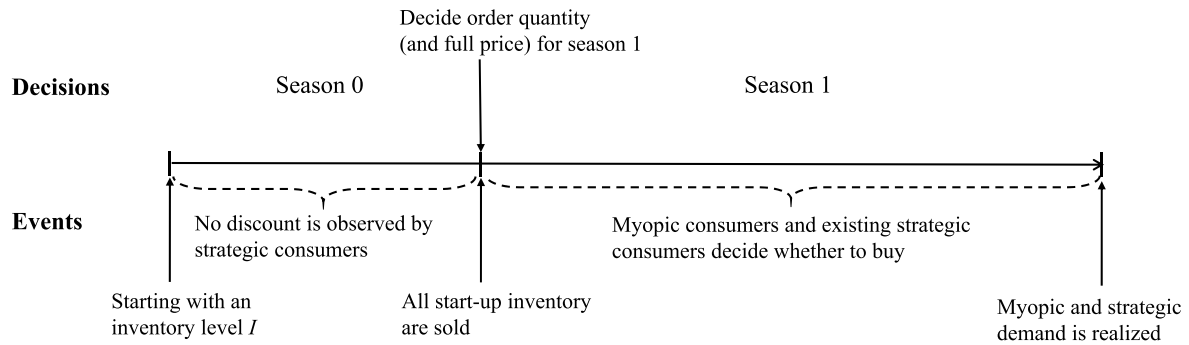 Decide order quantity
(and full price) for season 1
Decisions
Season 0
Season 1
Events
No discount is observed by
strategic consumers
Myopic consumers and existing strategic
consumers decide whether to buy
Starting with an
inventory level I
All start-up inventory
are sold
Myopic and strategic
demand is realized